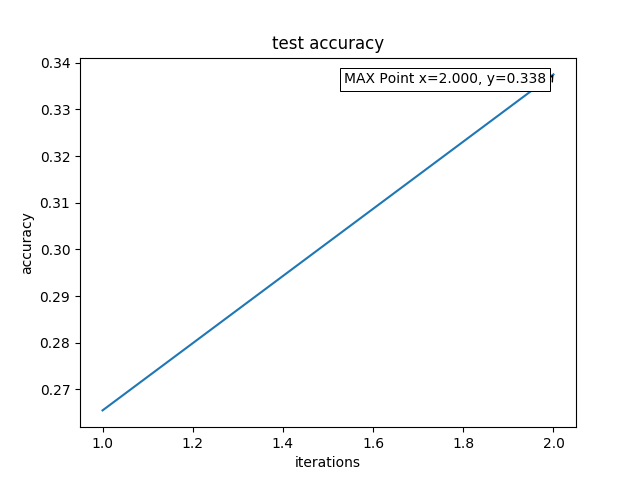 test accuracy
MAX Point x=2.000, y=0.338
0.34
0.33
0.32
0.31
0.30
0.29
0.28
0.27
accuracy
1.0 1.2 1.4 1.6 1.8 2.0
iterations